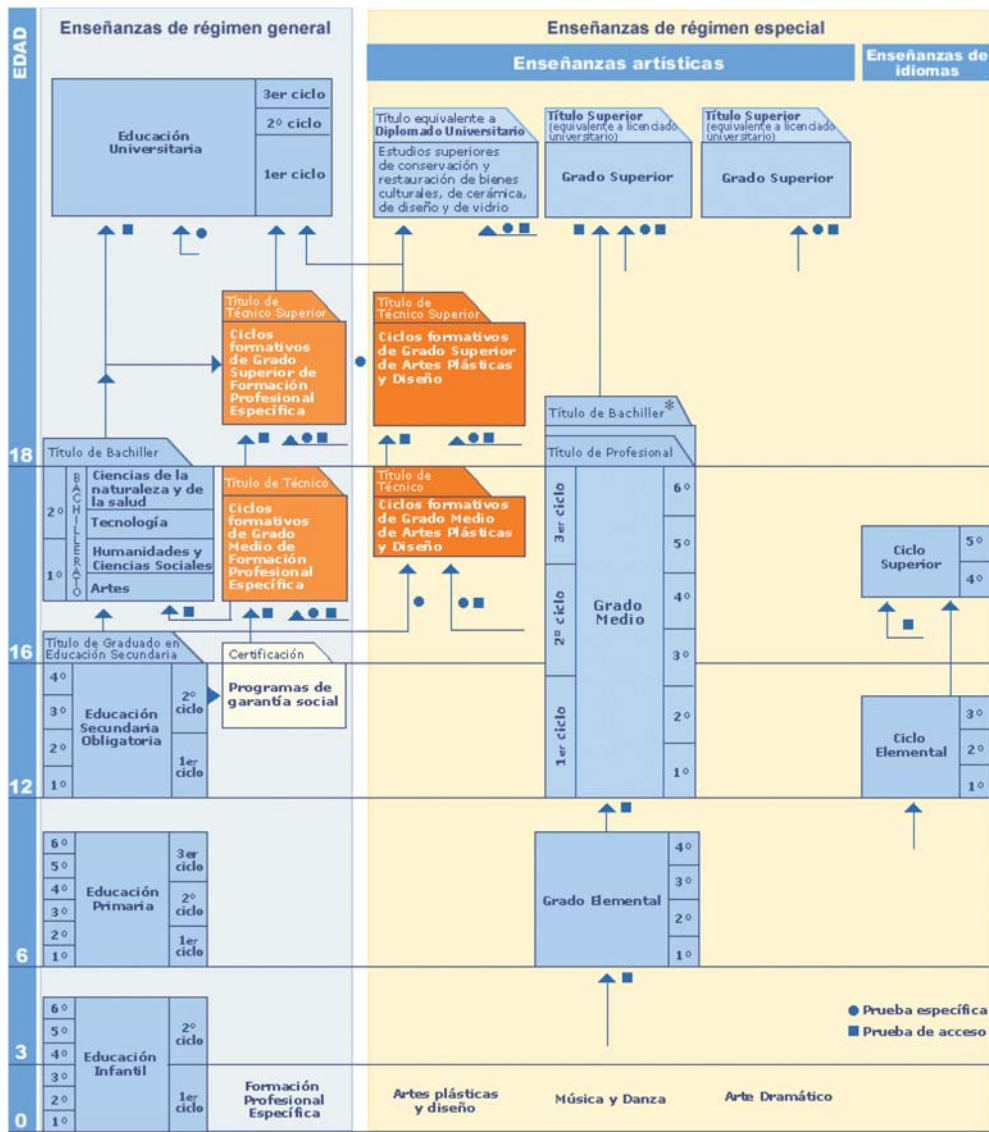 EDAD
Enseñanzas de régimen general
Enseñanzas de régimen especial
Enseñanzas artísticas
Enseñanzas de
idiomas
Educación
Universitaria
3er ciclo
2º ciclo
1er ciclo
Título equivalente a
Diplomado Universitario
Estudios superiores
de conservación y
restauración de bienes
culturales, de cerámica,
de diseño y de vidrio
Título Superior
(equivalente a licenciado
universitario)
Grado Superior
Título Superior
(equivalente a licenciado
universitario)
Grado Superior
Título de
Técnico Superior
Ciclos
formativos
de Grado
Superior de
Formación
Profesional
Específica
Título de
Técnico Superior
Ciclos formativos
de Grado Superior
de Artes Plásticas
y Diseño
Título de Bachiller*
Título de Profesional
18
Título de Bachiller
2º
1º
BACHILLERATO
Ciencias de la
naturaleza y de
la salud
Tecnología
Humanidades y
Ciencias Sociales
Artes
Título de Técnico
Ciclos
formativos
de Grado
Medio de
Formación
Profesional
Específica
Título de
Técnico
Ciclos formativos
de Grado Medio
de Artes Plásticas
y Diseño
3er ciclo
2º ciclo
1er ciclo
Grado
Medio
6º
5º
4º
3º
2º
1º
Ciclo
Superior
5º
4º
16
Título de Graduado en
Educación Secundaria
4º
3º
2º
1º
Educación
Secundaria
Obligatoria
2º
ciclo
1er
ciclo
Certificación
Programas de
garantía social
Ciclo
Elemental
3º
2º
1º
12
6º
5º
4º
3º
2º
1º
Educación
Primaria
3er
ciclo
2º
ciclo
1er
ciclo
Grado Elemental
4º
3º
2º
1º
6
6º
5º
4º
3º
2º
1º
Educación
Infantil
2º
ciclo
1er
ciclo
3
0
Prueba específica
Prueba de acceso
Formación
Profesional
Específica
Artes plásticas
y diseño
Música y Danza
Arte Dramático